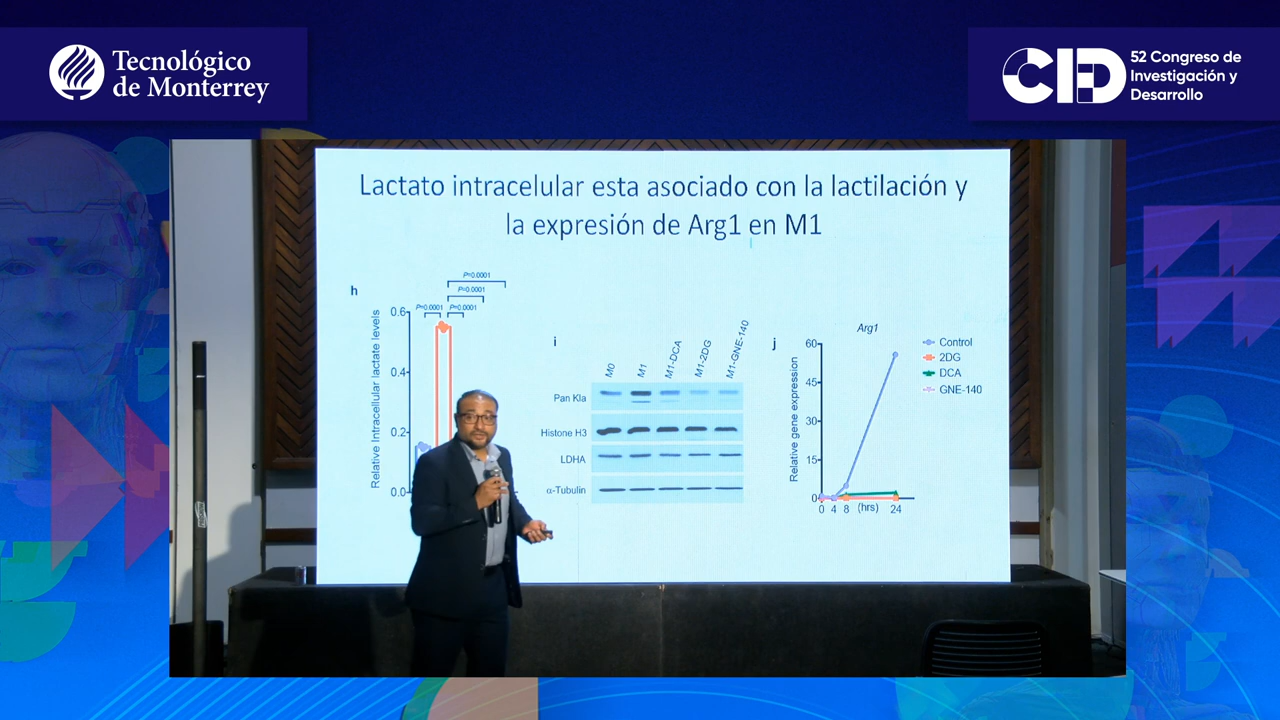 Tecnológico
de Monterrey
CID
52 Congreso de
Investigación y
Desarrollo
Lactato intracelular esta asociado con la lactilación y
la expresión de Arg1 en M1
h
Relative Intracellular lactate levels
0.6
0.4
0.2
0.0
P=0.0001
P=0.0001
P=0.0001 P=0.0001
i
M0 M1 M1-DCA M1-2DG M1-GNE-140
Pan Kla
Histone H3
LDHA
α-Tubulin
j
Arg1
Relative gene expression
60
45
30
15
0
0 4 8 (hrs) 24
Control
2DG
DCA
GNE-140